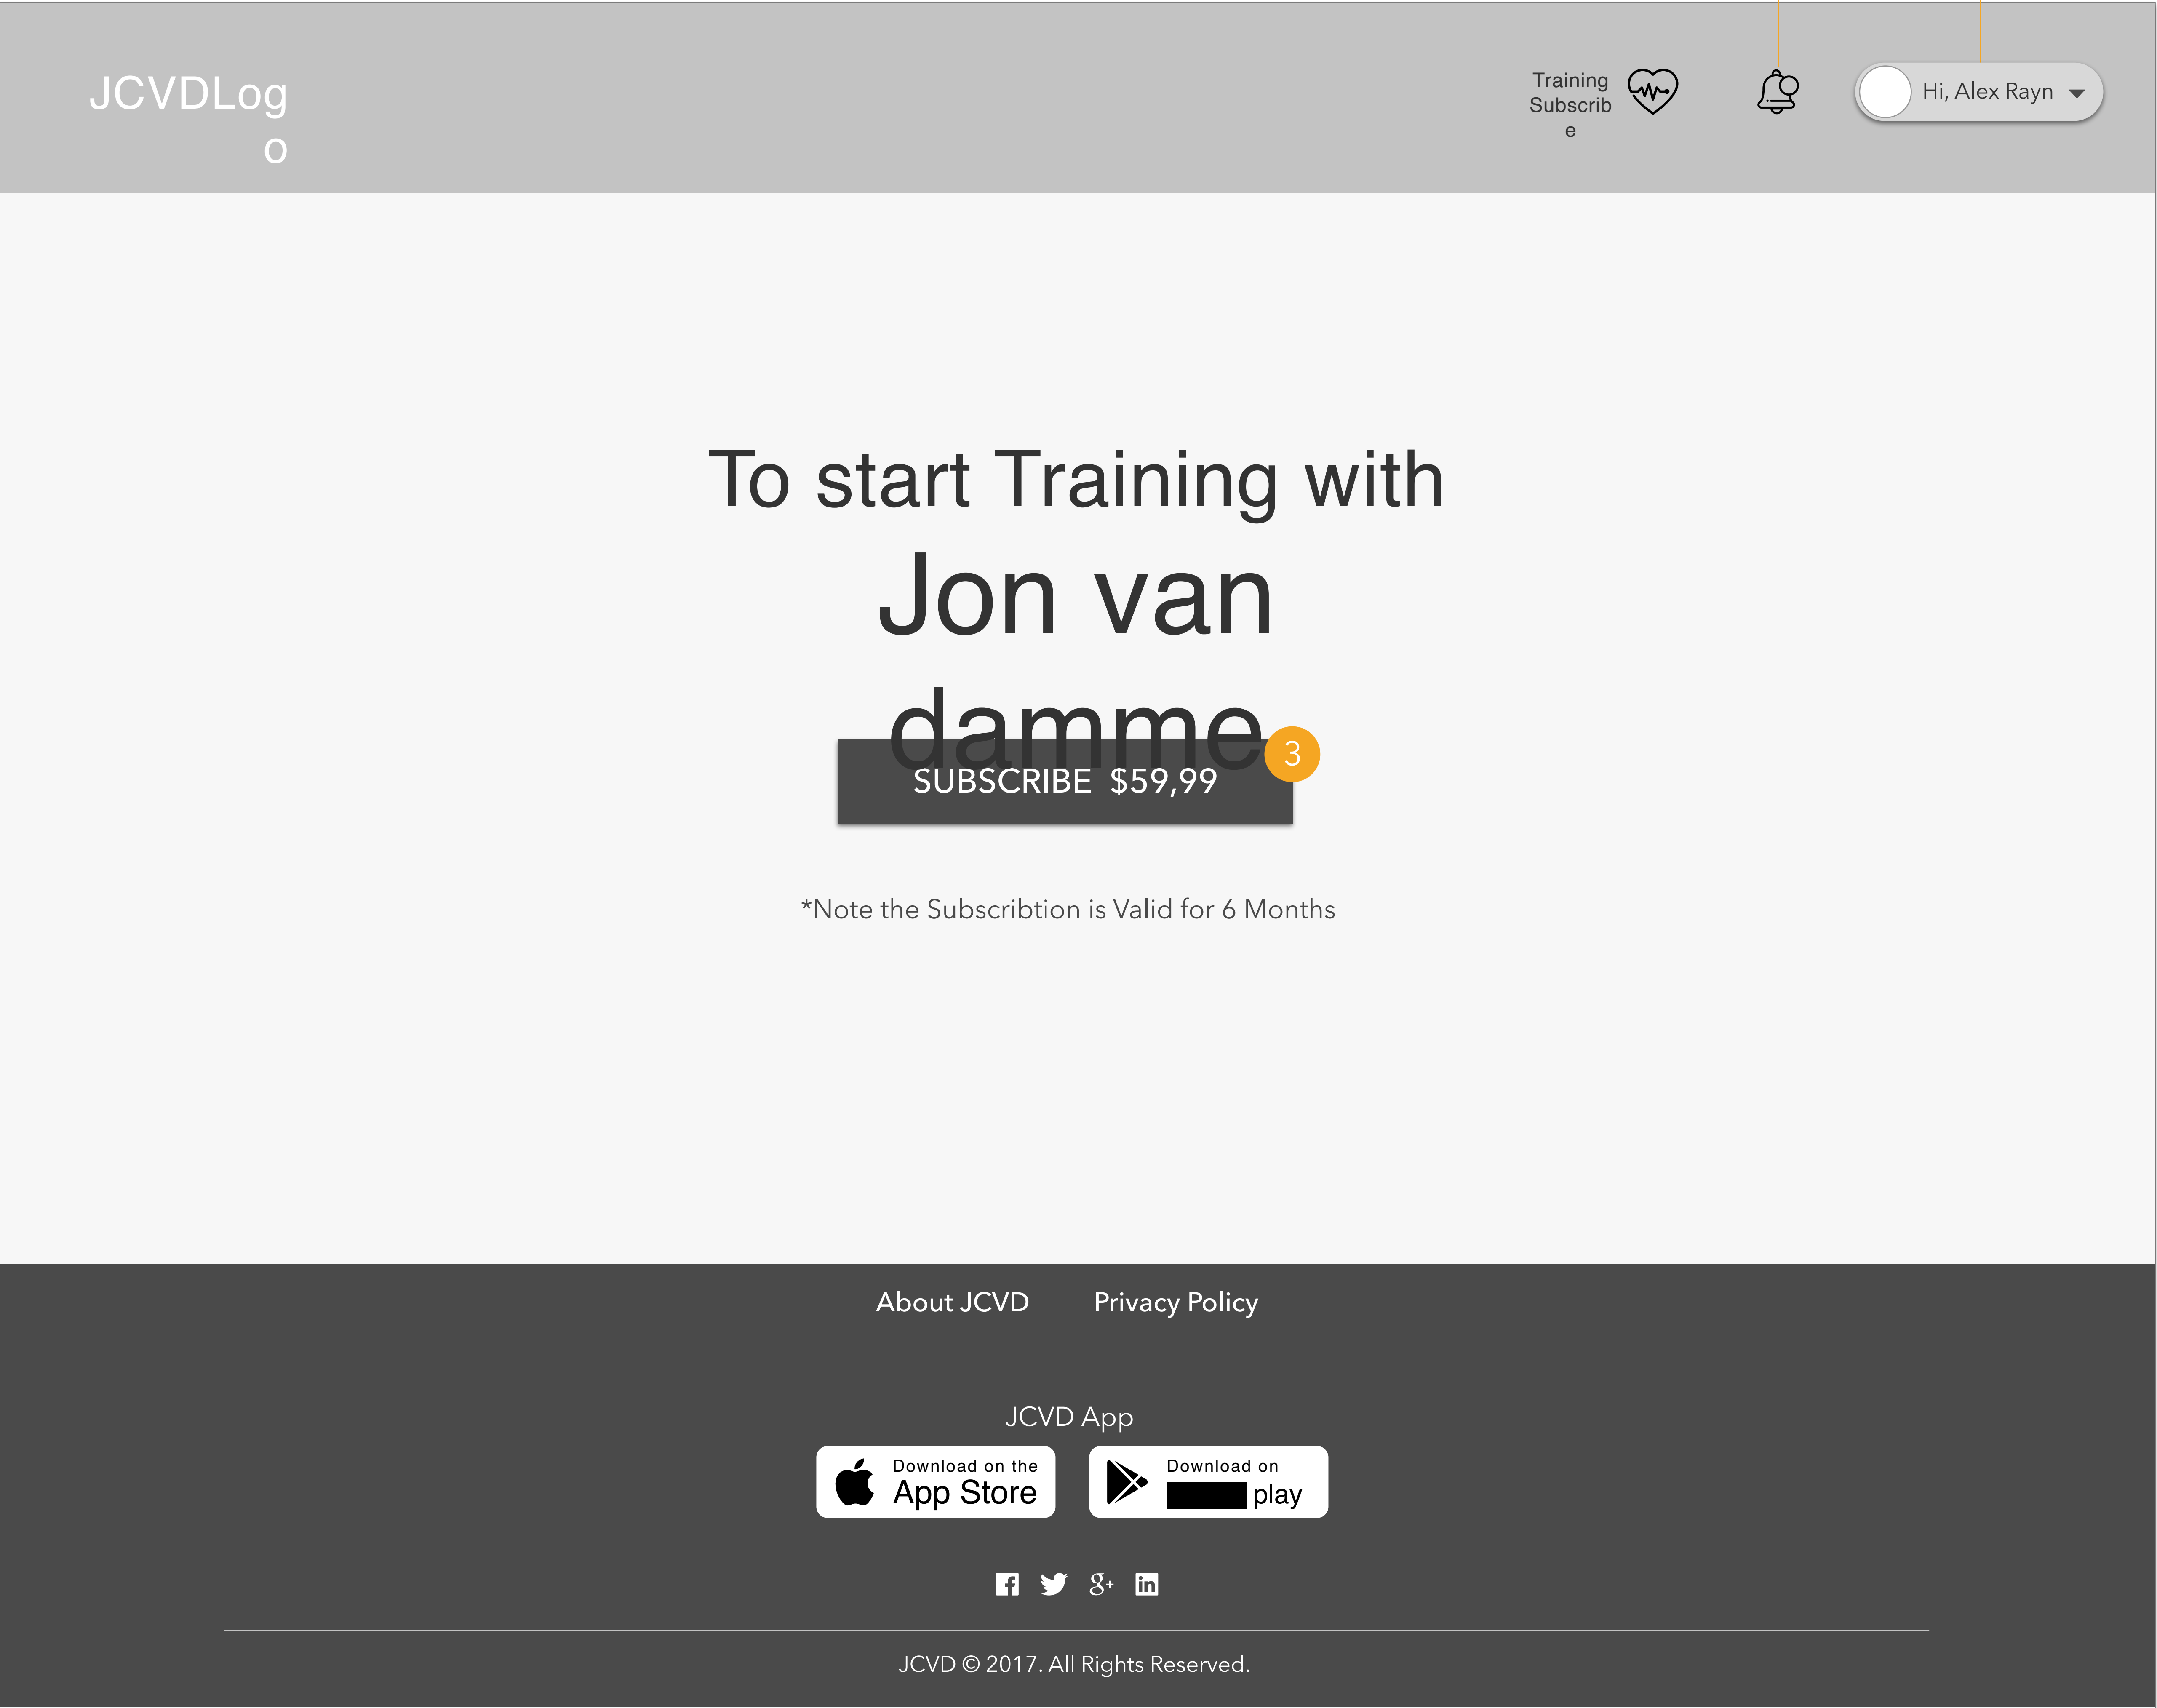 JCVDLog
o
Training
Subscrib
e
Hi, Alex Rayn
To start Training with
Jon van
damme
3
SUBSCRIBE $59,99
*Note the Subscribtion is Valid for 6 Months
About JCVD
Privacy Policy
JCVD App
Download on the
App Store
Download on
play
JCVD © 2017. All Rights Reserved.